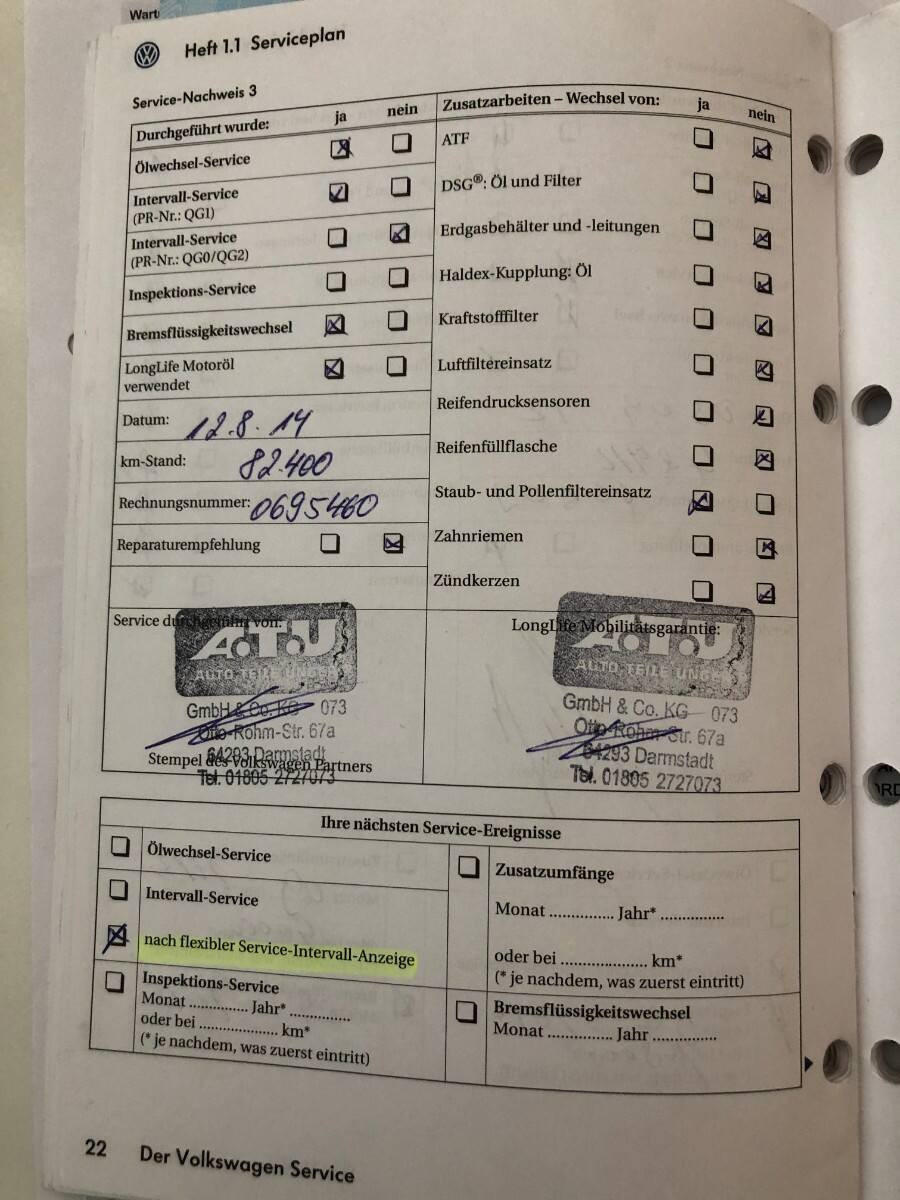 Wart
Heft 1.1 Serviceplan
Service-Nachweis 3
Durchgeführt wurde: ja nein
Ölwechsel-Service
Intervall-Service
(PR-Nr.: QG1)
Intervall-Service
(PR-Nr.: QG0/QG2)
Inspektions-Service
Bremsflüssigkeitswechsel
LongLife Motoröl
verwendet
Datum: 12.8.14
km-Stand: 82.400
Rechnungsnummer: 0695460
Reparaturempfehlung
Zusatzarbeiten – Wechsel von: ja nein
ATF
DSG®: Öl und Filter
Erdgasbehälter und -leitungen
Haldex-Kupplung: Öl
Kraftstofffilter
Luftfiltereinsatz
Reifendrucksensoren
Reifenfüllflasche
Staub- und Pollenfiltereinsatz
Zahnriemen
Zündkerzen
Service durchgeführt von:
A.T.U
AUTO-TEILE UNGER
GmbH & Co. KG 073
Otto-Röhm-Str. 67a
64293 Darmstadt
Stempel des Volkswagen Partners
Tel. 01805 2727073
LongLife Mobilitätsgarantie:
A.T.U
AUTO-TEILE UNGER
GmbH & Co. KG 073
Otto-Röhm-Str. 67a
64293 Darmstadt
Tel. 01805 2727073
Ihre nächsten Service-Ereignisse
Ölwechsel-Service
Intervall-Service
nach flexibler Service-Intervall-Anzeige
Inspektions-Service
Monat .............. Jahr* ..............
oder bei .................... km*
(* je nachdem, was zuerst eintritt)
Zusatzumfänge
Monat ............... Jahr* ...............
oder bei .................... km*
(* je nachdem, was zuerst eintritt)
Bremsflüssigkeitswechsel
Monat ............... Jahr ...............
22 Der Volkswagen Service